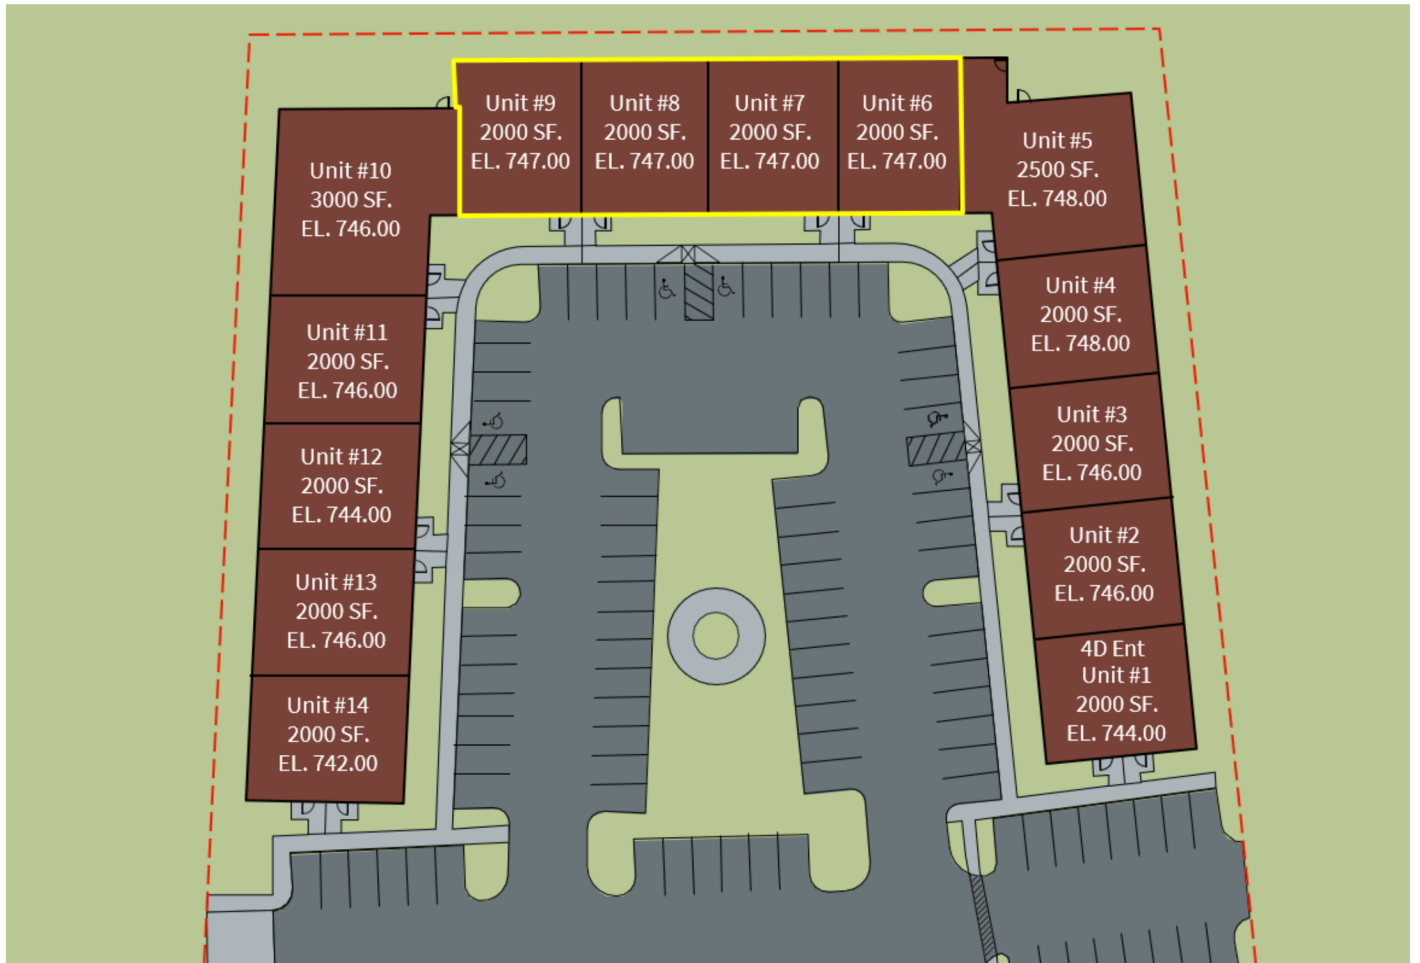 Unit #9
2000 SF.
EL. 747.00
Unit #8
2000 SF.
EL. 747.00
Unit #7
2000 SF.
EL. 747.00
Unit #6
2000 SF.
EL. 747.00
Unit #5
2500 SF.
EL. 748.00
Unit #10
3000 SF.
EL. 746.00
Unit #4
2000 SF.
EL. 748.00
Unit #11
2000 SF.
EL. 746.00
Unit #3
2000 SF.
EL. 746.00
Unit #12
2000 SF.
EL. 744.00
Unit #2
2000 SF.
EL. 746.00
Unit #13
2000 SF.
EL. 746.00
4D Ent
Unit #1
2000 SF.
EL. 744.00
Unit #14
2000 SF.
EL. 742.00